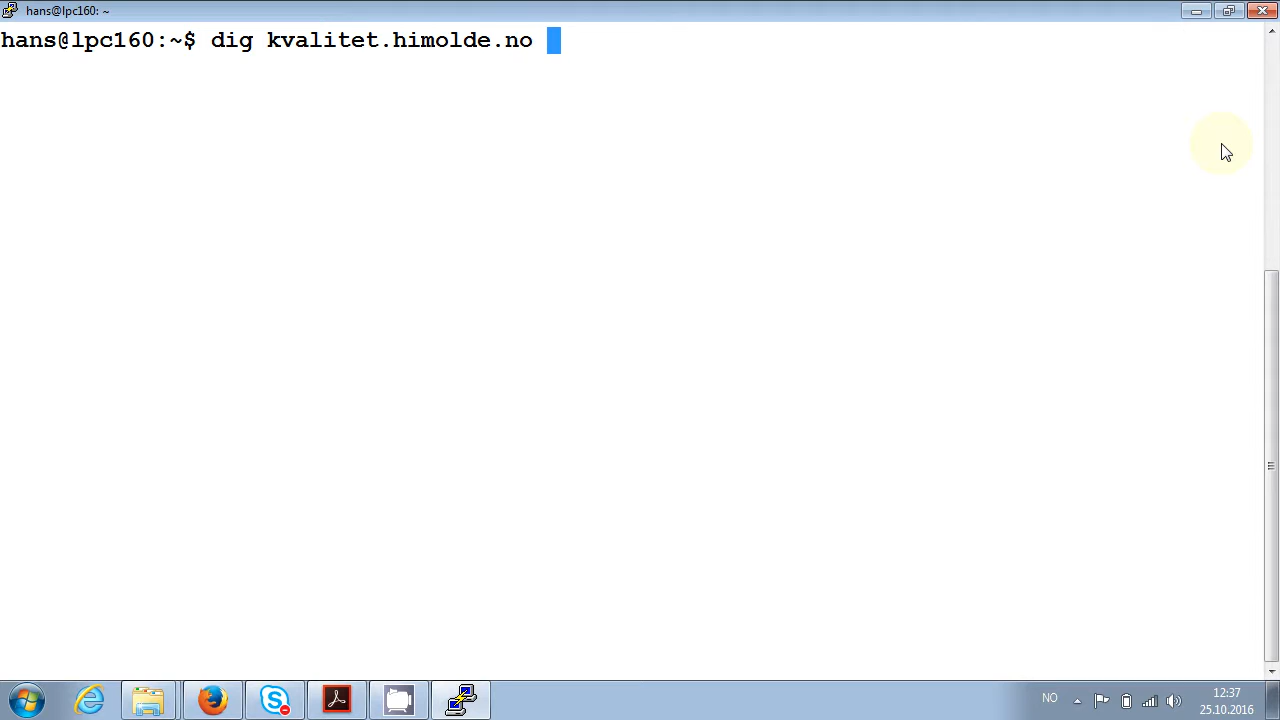 hans@lpc160: ~
hans@lpc160:~$ dig kvalitet.himolde.no
NO
12:37
25.10.2016